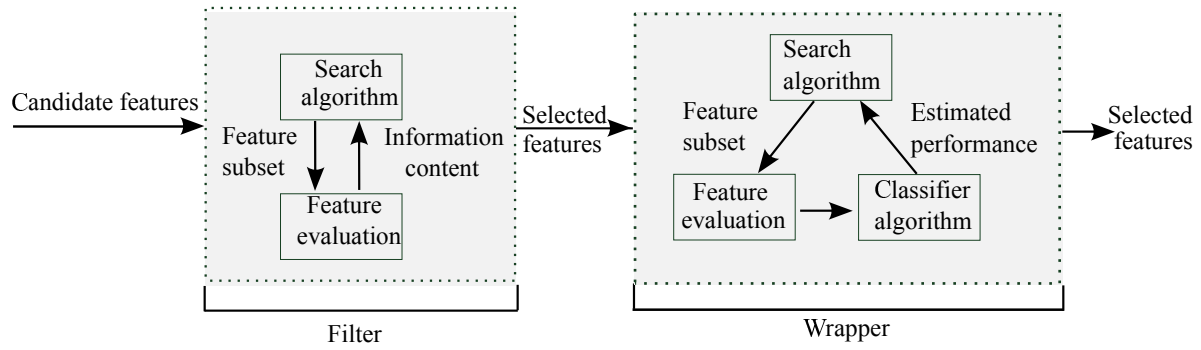 Candidate features
Search
algorithm
Feature
subset
Information
content
Feature
evaluation
Filter
Selected
features
Search
algorithm
Feature
subset
Estimated
performance
Feature
evaluation
Classifier
algorithm
Wrapper
Selected
features